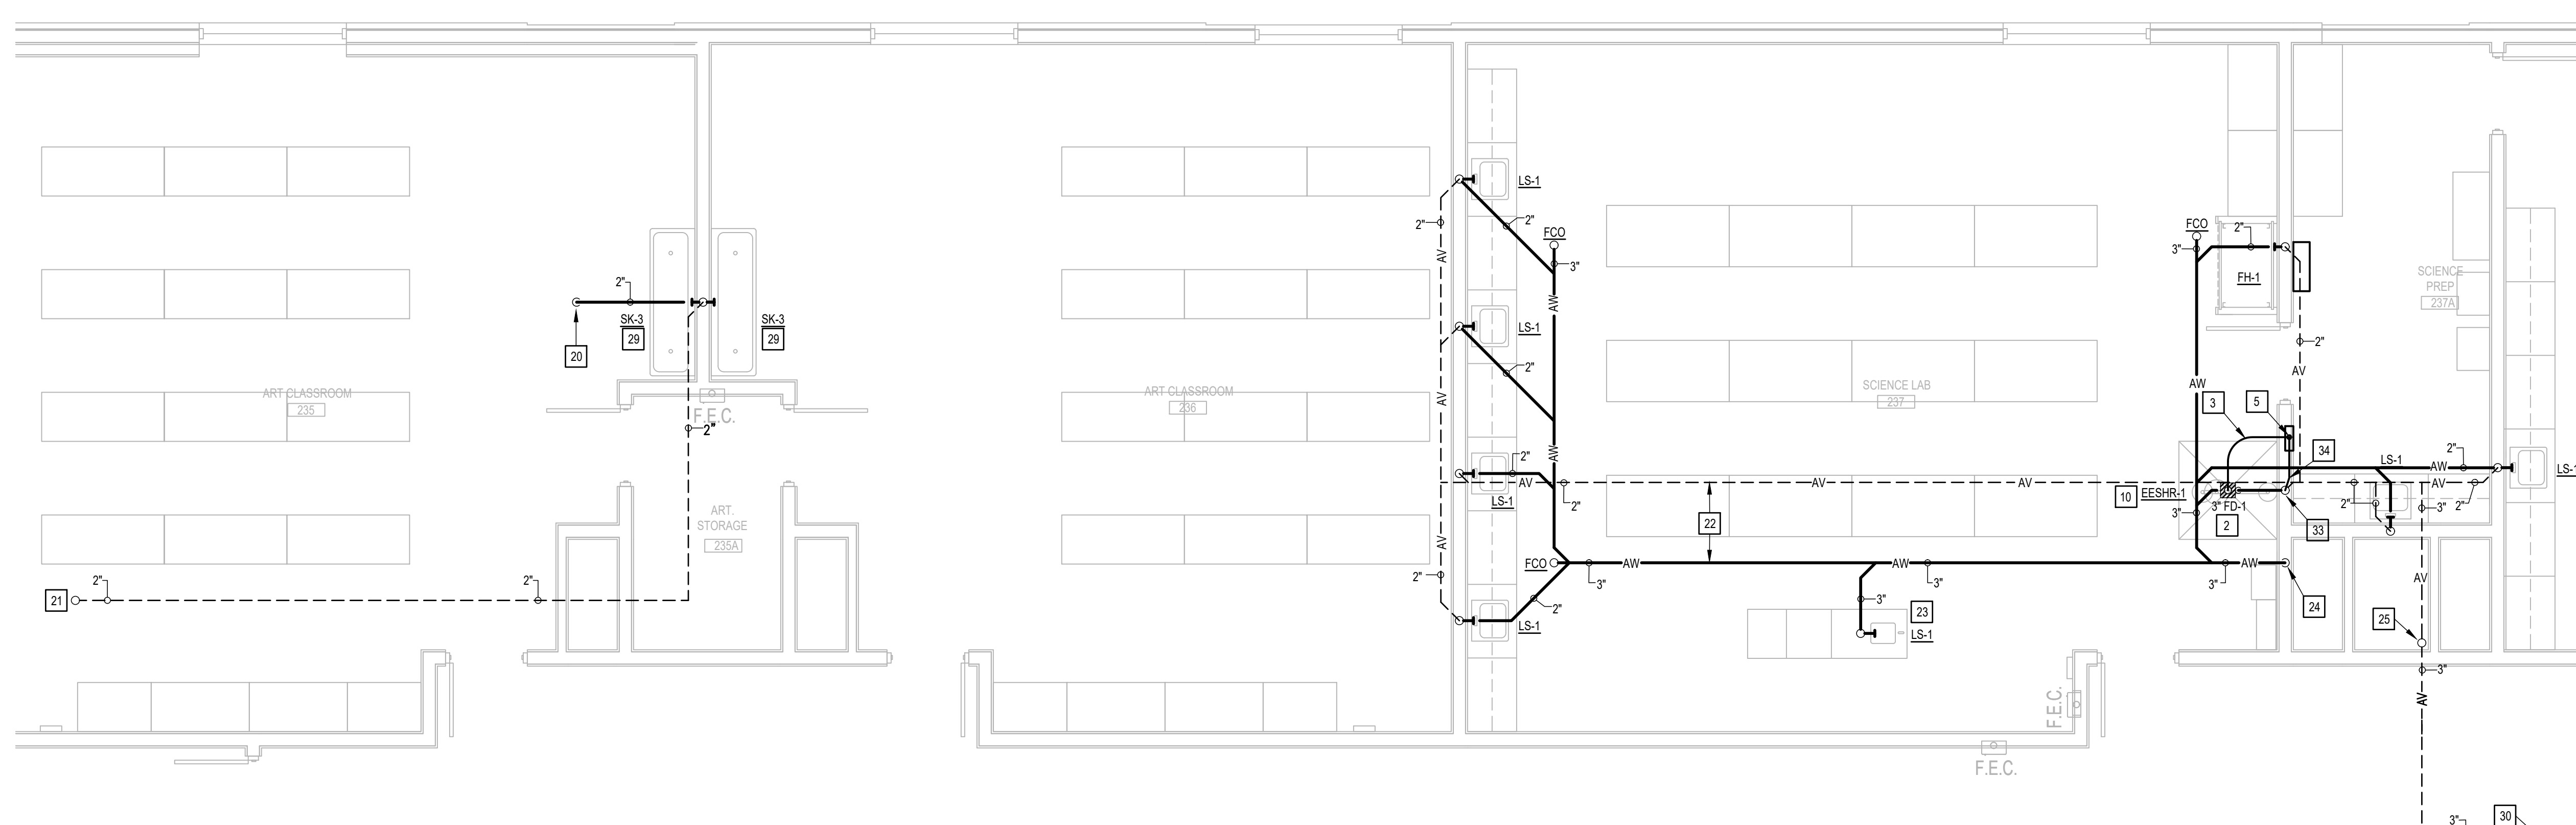 LS-1
2"
2"
FCO
3"
AV
AW
FCO
2"
3"
FH-1
SCIENCE
PREP
237A
2"
SK-3
29
SK-3
29
20
LS-1
2"
2"
AV
AW
3
5
34
ART CLASSROOM
235
F.E.C.
2"
ART CLASSROOM
236
AV
2"
AW
SCIENCE LAB
237
AW
LS-1
2"
AW
LS-1
AV
2"
LS-1
AV
AV
AV
2"
10
EESHR-1
3"
3" FD-1
2
33
2"
3"
AV
2"
ART.
STORAGE
235A
AV
22
FCO
AW
3"
AW
3"
AW
3"
24
AV
21
2"
2"
2"
2"
LS-1
3"
23
LS-1
25
3"
AV
F.E.C.
F.E.C.
3"
30